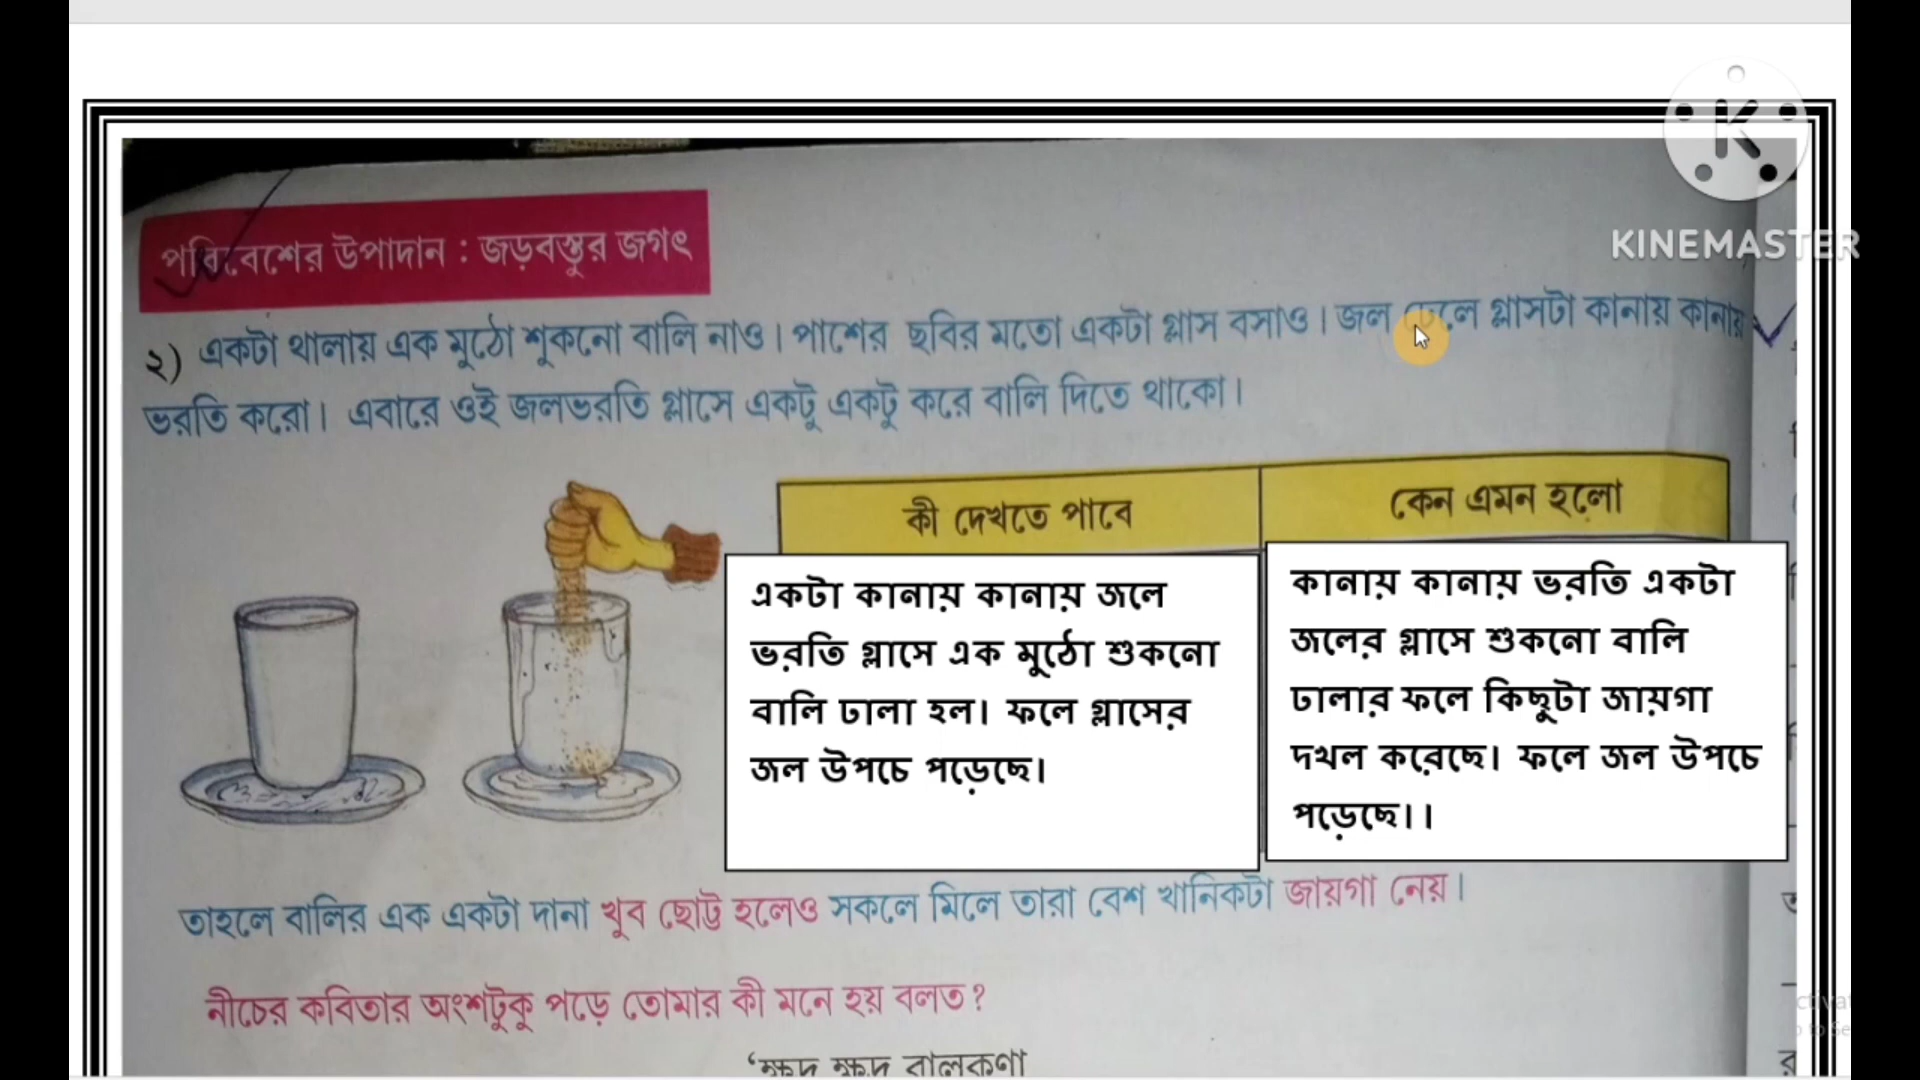 KINEMASTER
পরিবেশের উপাদান : জড়বস্তুর জগৎ
২) একটা থালায় এক মুঠো শুকনো বালি নাও। পাশের ছবির মতো একটা গ্লাস বসাও। জল ঢেলে গ্লাসটা কানায় কানায়
ভরতি করো। এবারে ওই জলভরতি গ্লাসে একটু একটু করে বালি দিতে থাকো।
কী দেখতে পাবে
একটা কানায় কানায় জলে
ভরতি গ্লাসে এক মুঠো শুকনো
বালি ঢালা হল। ফলে গ্লাসের
জল উপচে পড়েছে।
কেন এমন হলো
কানায় কানায় ভরতি একটা
জলের গ্লাসে শুকনো বালি
ঢালার ফলে কিছুটা জায়গা
দখল করেছে। ফলে জল উপচে
পড়েছে।।
তাহলে বালির এক একটা দানা খুব ছোট্ট হলেও সকলে মিলে তারা বেশ খানিকটা জায়গা নেয়।
নীচের কবিতার অংশটুকু পড়ে তোমার কী মনে হয় বলত?